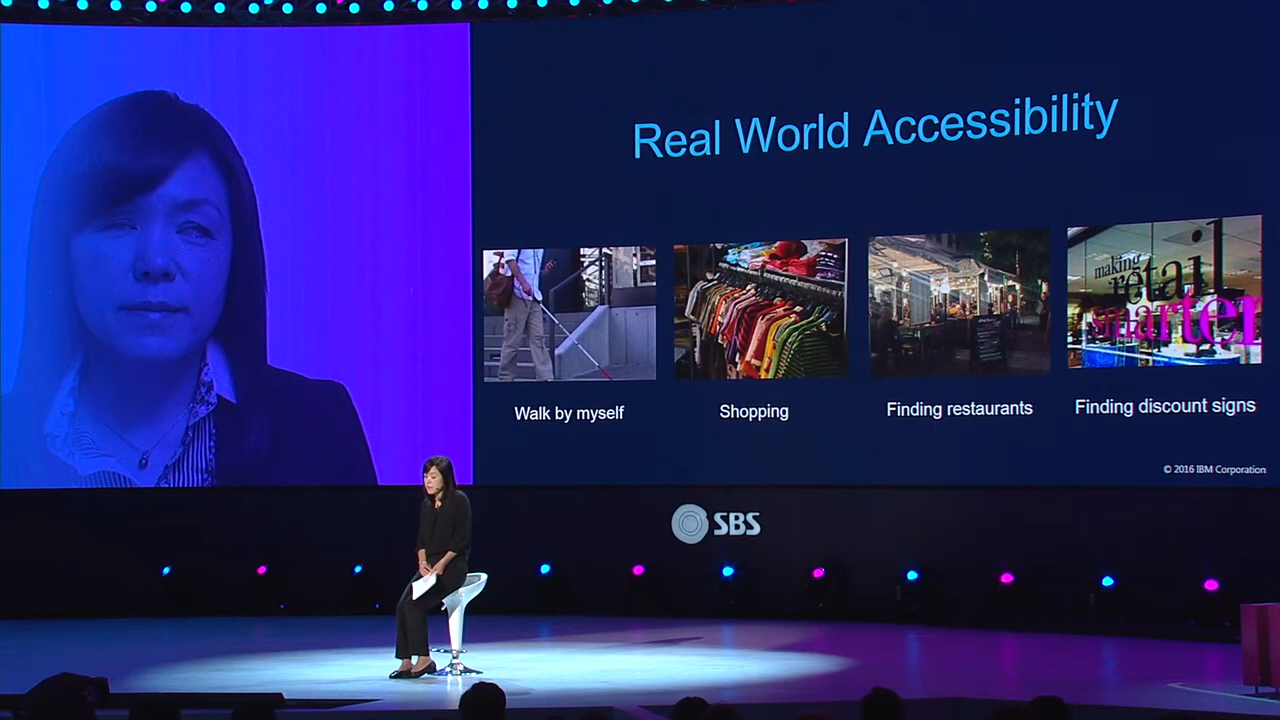 Real World Accessibility
making
retail
smarter
Walk by myself
Shopping
Finding restaurants
Finding discount signs
© 2016 IBM Corporation
SBS